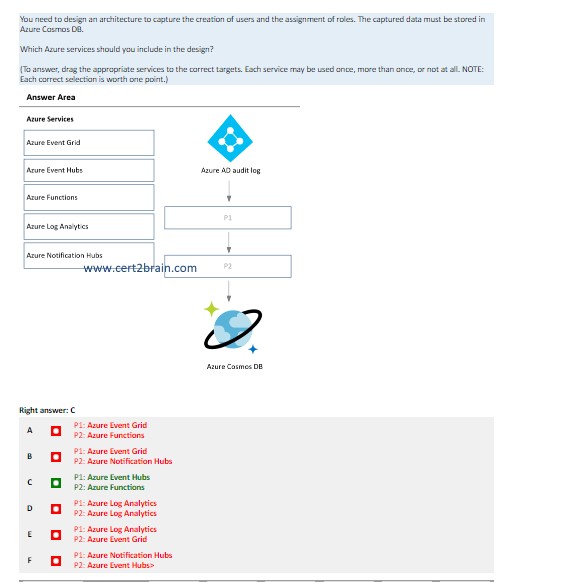 You need to design an architecture to capture the creation of users and the assignment of roles. The captured data must be stored in
Azure Cosmos DB.
Which Azure services should you include in the design?
(To answer, drag the appropriate services to the correct targets. Each service may be used once, more than once, or not at all. NOTE:
Each correct selection is worth one point.)
Answer Area
Azure Services
Azure Event Grid
Azure Event Hubs
Azure Functions
Azure Log Analytics
Azure Notification Hubs
Azure AD audit log
P1
P2
www.cert2brain.com
Azure Cosmos DB
Right answer: C
A
P1: Azure Event Grid
P2: Azure Functions
B
P1: Azure Event Grid
P2: Azure Notification Hubs
C
P1: Azure Event Hubs
P2: Azure Functions
D
P1: Azure Log Analytics
P2: Azure Log Analytics
E
P1: Azure Log Analytics
P2: Azure Event Grid
F
P1: Azure Notification Hubs
P2: Azure Event Hubs>